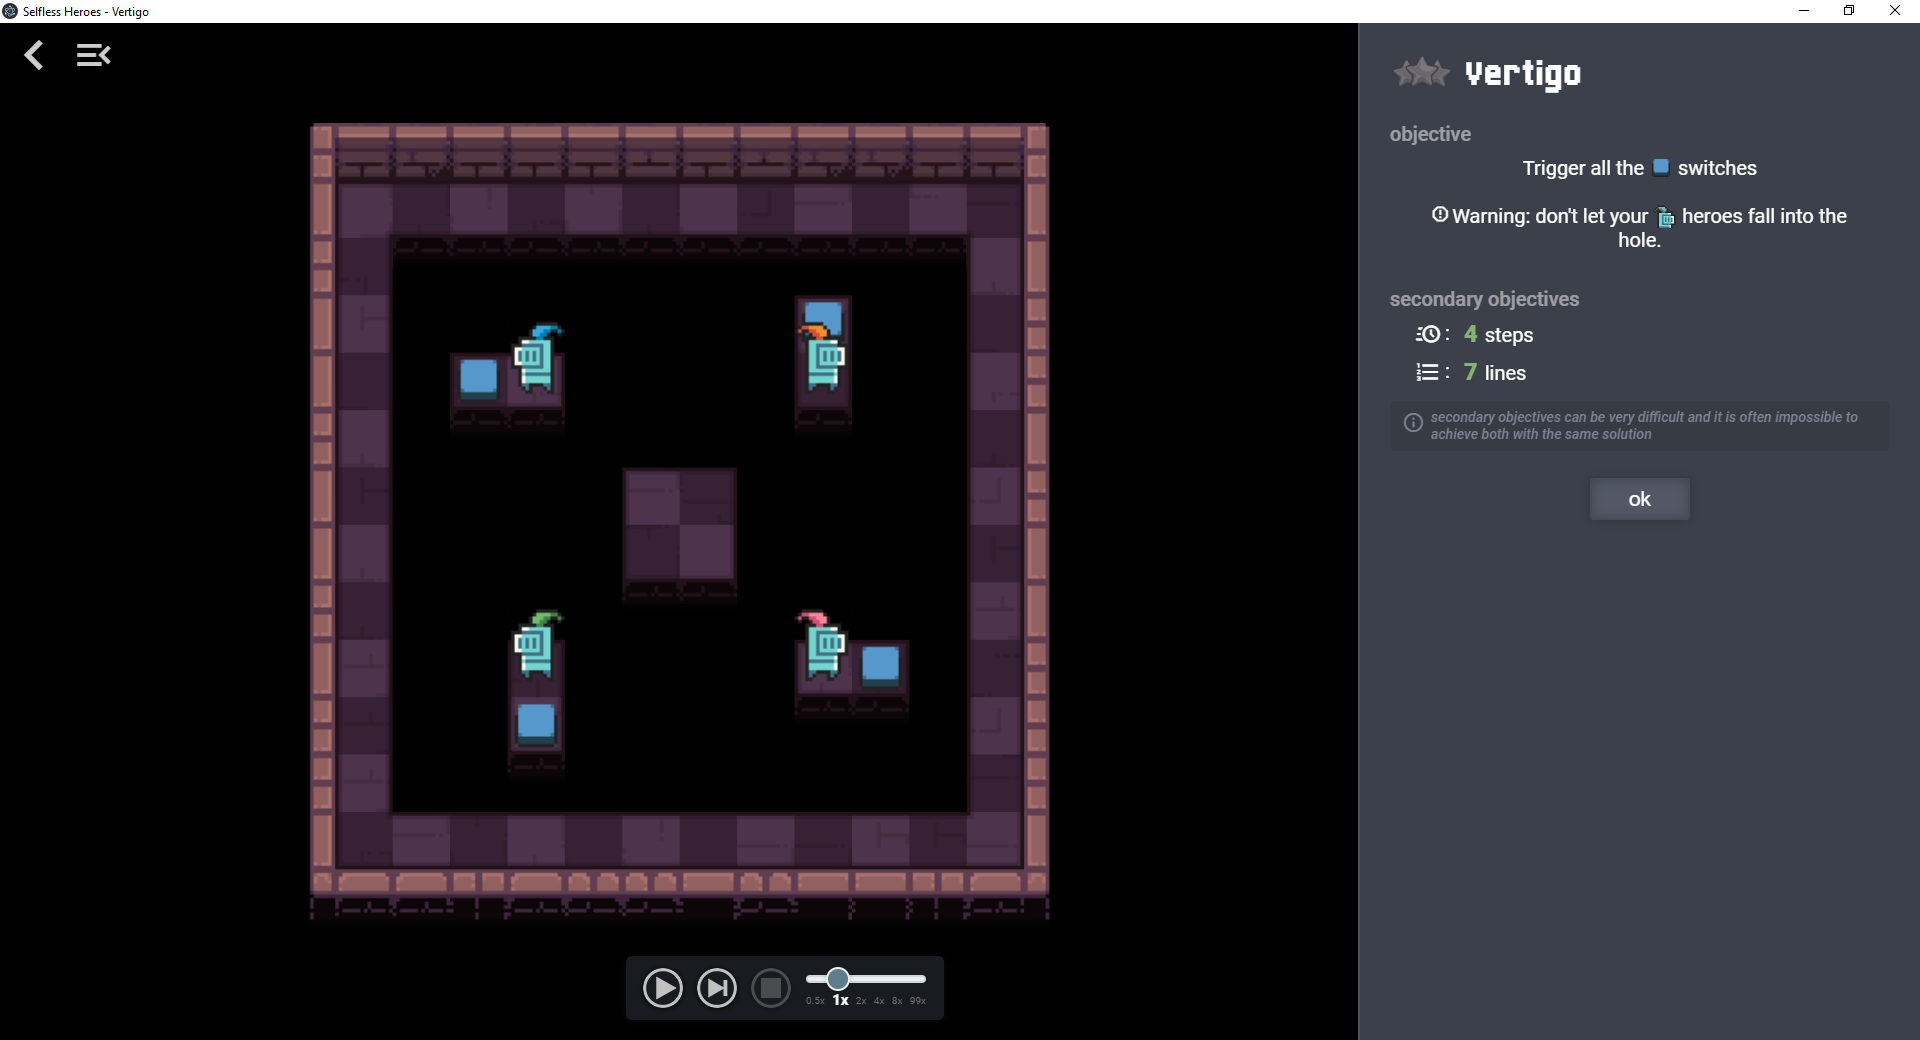 Selfless Heroes - Vertigo
Vertigo
objective
Trigger all the switches
Warning: don't let your heroes fall into the
hole.
secondary objectives
: 4 steps
: 7 lines
secondary objectives can be very difficult and it is often impossible to
achieve both with the same solution
ok
0.5x 1x 2x 4x 8x 99x